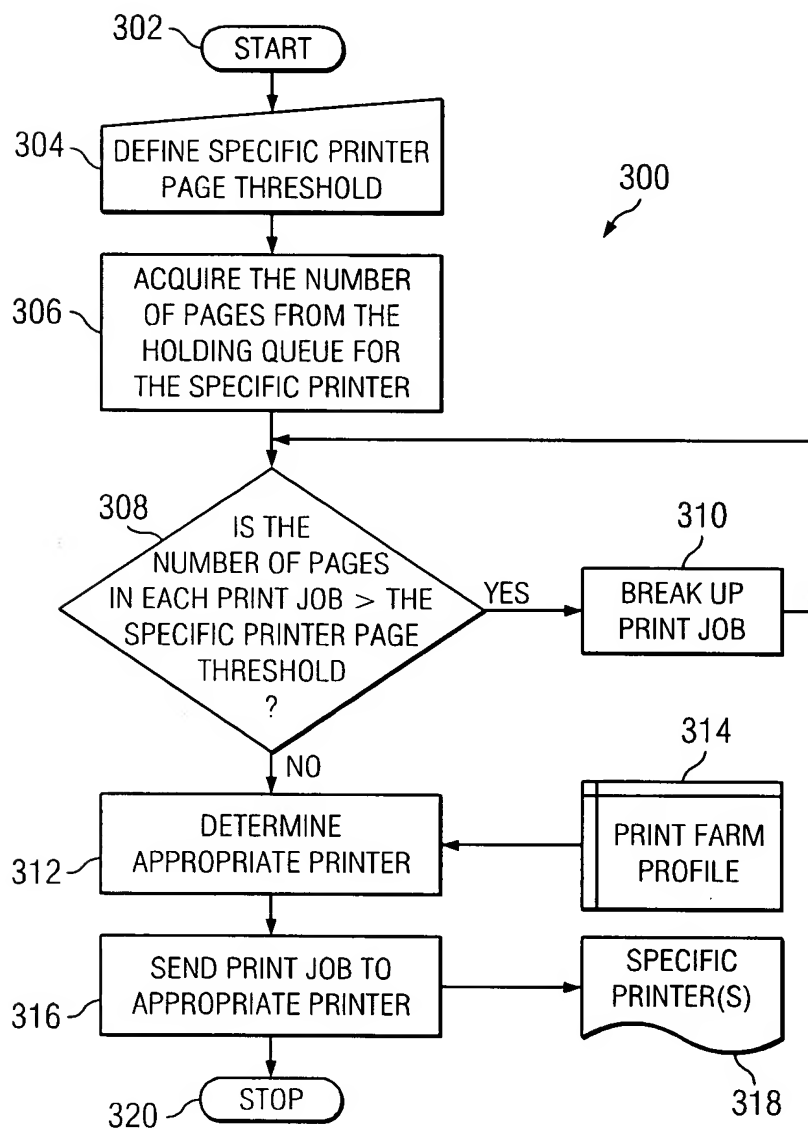 302
START
304
DEFINE SPECIFIC PRINTER
PAGE THRESHOLD
300
306
ACQUIRE THE NUMBER
OF PAGES FROM THE
HOLDING QUEUE FOR
THE SPECIFIC PRINTER
308
IS THE
NUMBER OF PAGES
IN EACH PRINT JOB > THE
SPECIFIC PRINTER PAGE
THRESHOLD
?
YES
310
BREAK UP
PRINT JOB
NO
312
DETERMINE
APPROPRIATE PRINTER
314
PRINT FARM
PROFILE
316
SEND PRINT JOB TO
APPROPRIATE PRINTER
SPECIFIC
PRINTER(S)
318
320
STOP